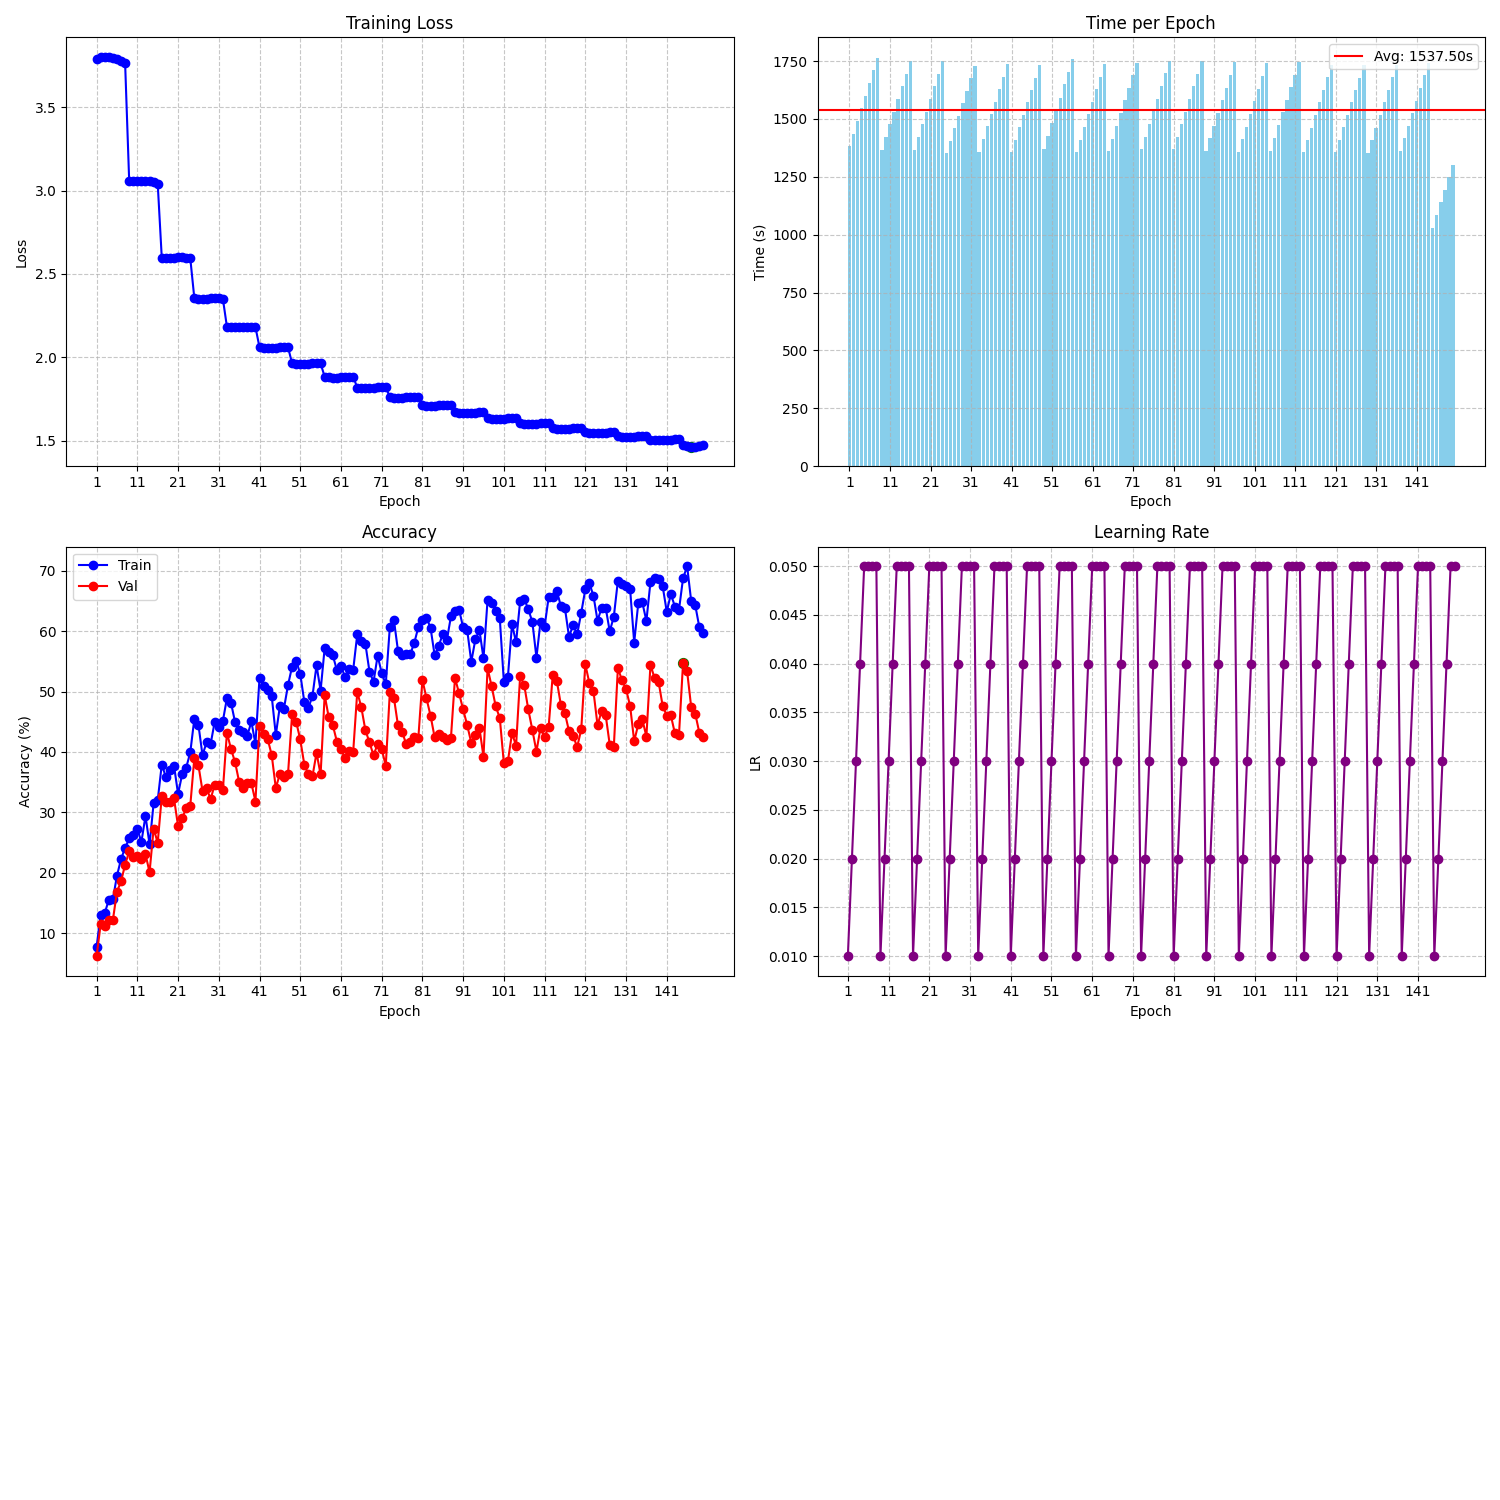 Training Loss
Loss
3.5
3.0
2.5
2.0
1.5
1 11 21 31 41 51 61 71 81 91 101 111 121 131 141
Epoch
Time per Epoch
Avg: 1537.50s
Time (s)
1750
1500
1250
1000
750
500
250
0
1 11 21 31 41 51 61 71 81 91 101 111 121 131 141
Epoch
Accuracy
Train
Val
Accuracy (%)
70
60
50
40
30
20
10
1 11 21 31 41 51 61 71 81 91 101 111 121 131 141
Epoch
Learning Rate
LR
0.050
0.045
0.040
0.035
0.030
0.025
0.020
0.015
0.010
1 11 21 31 41 51 61 71 81 91 101 111 121 131 141
Epoch